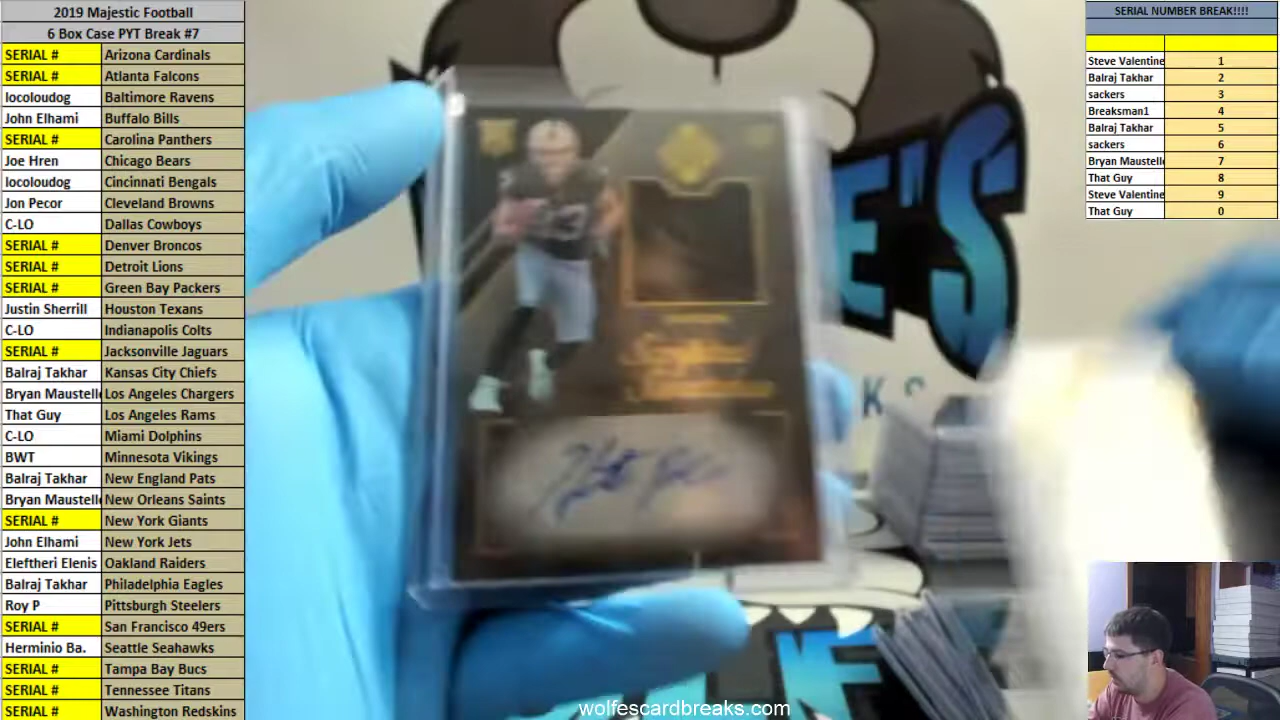 2019 Majestic Football
6 Box Case PYT Break #7
SERIAL # Arizona Cardinals
SERIAL # Atlanta Falcons
locoloudog Baltimore Ravens
John Elhami Buffalo Bills
SERIAL # Carolina Panthers
Joe Hren Chicago Bears
locoloudog Cincinnati Bengals
Jon Pecor Cleveland Browns
C-LO Dallas Cowboys
SERIAL # Denver Broncos
SERIAL # Detroit Lions
SERIAL # Green Bay Packers
Justin Sherrill Houston Texans
C-LO Indianapolis Colts
SERIAL # Jacksonville Jaguars
Balraj Takhar Kansas City Chiefs
Bryan Maustelle Los Angeles Chargers
That Guy Los Angeles Rams
C-LO Miami Dolphins
BWT Minnesota Vikings
Balraj Takhar New England Pats
Bryan Maustelle New Orleans Saints
SERIAL # New York Giants
John Elhami New York Jets
Eleftheri Elenis Oakland Raiders
Balraj Takhar Philadelphia Eagles
Roy P Pittsburgh Steelers
SERIAL # San Francisco 49ers
Herminio Ba. Seattle Seahawks
SERIAL # Tampa Bay Bucs
SERIAL # Tennessee Titans
SERIAL # Washington Redskins
SERIAL NUMBER BREAK!!!!
Steve Valentine 1
Balraj Takhar 2
sackers 3
Breaksman1 4
Balraj Takhar 5
sackers 6
Bryan Maustelle 7
That Guy 8
Steve Valentine 9
That Guy 0
E'S
K S
LF
wolfescardbreaks.com